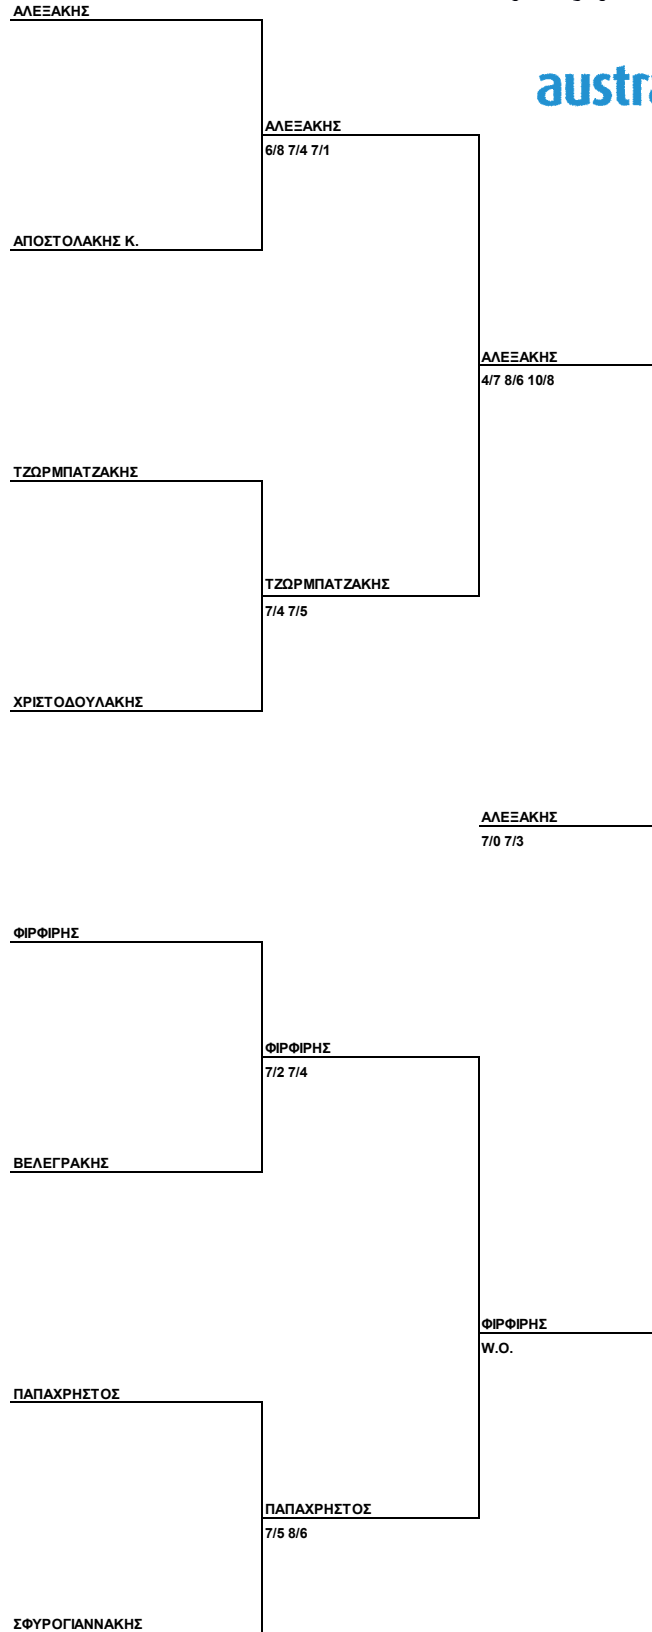 ΑΛΕΞΑΚΗΣ
austra
ΑΛΕΞΑΚΗΣ
6/8 7/4 7/1
ΑΠΟΣΤΟΛΑΚΗΣ Κ.
ΑΛΕΞΑΚΗΣ
4/7 8/6 10/8
ΤΖΩΡΜΠΑΤΖΑΚΗΣ
ΤΖΩΡΜΠΑΤΖΑΚΗΣ
7/4 7/5
ΧΡΙΣΤΟΔΟΥΛΑΚΗΣ
ΑΛΕΞΑΚΗΣ
7/0 7/3
ΦΙΡΦΙΡΗΣ
ΦΙΡΦΙΡΗΣ
7/2 7/4
ΒΕΛΕΓΡΑΚΗΣ
ΦΙΡΦΙΡΗΣ
W.O.
ΠΑΠΑΧΡΗΣΤΟΣ
ΠΑΠΑΧΡΗΣΤΟΣ
7/5 8/6
ΣΦΥΡΟΓΙΑΝΝΑΚΗΣ